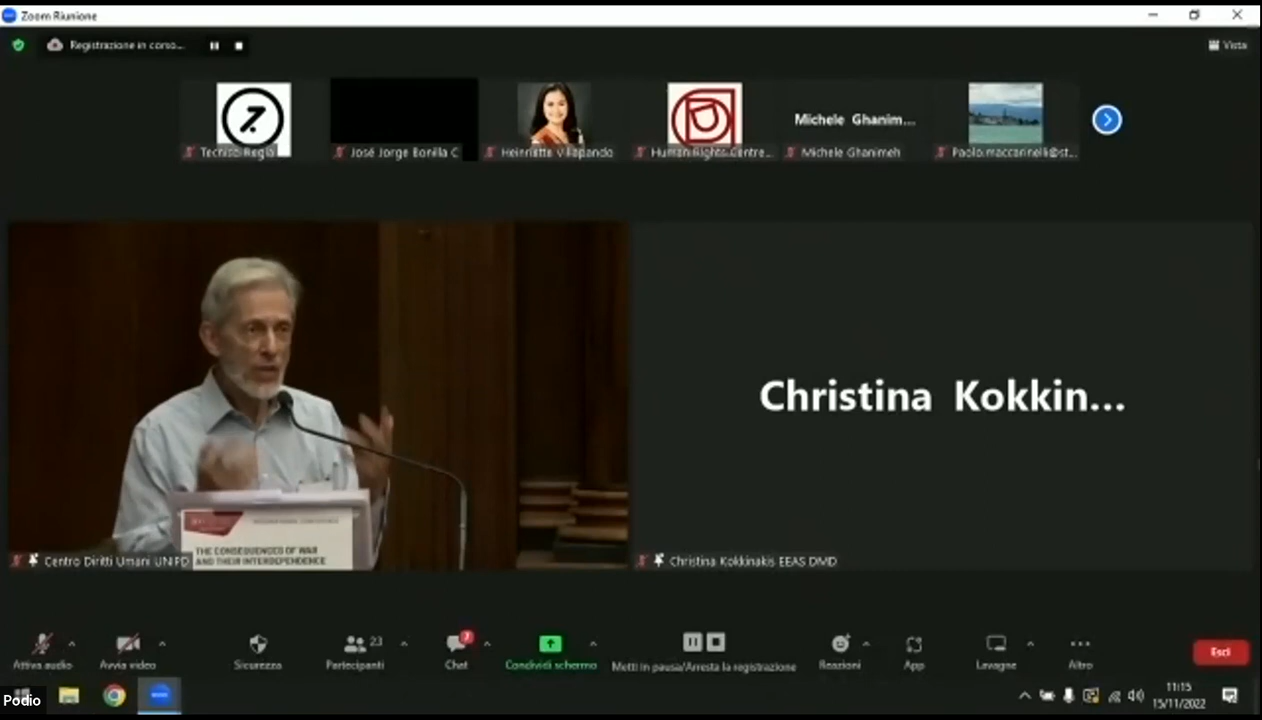 Zoom Riunione
Registrazione in corso...
Vista
Tecnico Regia
José Jorge Bonilla C
Heinriette Villapando
Human Rights Centre...
Michele Ghanim...
Michele Ghanimeh
Paolo.maccarinelli@st...
Christina Kokkin...
INTERNATIONAL CONFERENCE
THE CONSEQUENCES OF WAR
AND THEIR INTERDEPENDENCE
Centro Diritti Umani UNIPD
Christina Kokkinakis EEAS DMD
23
Attiva audio
Avvia video
Sicurezza
Partecipanti
Chat
Condividi schermo
Metti in pausa/Arresta la registrazione
Reazioni
App
Lavagne
Altro
Esci
Podio
11:15
15/11/2022